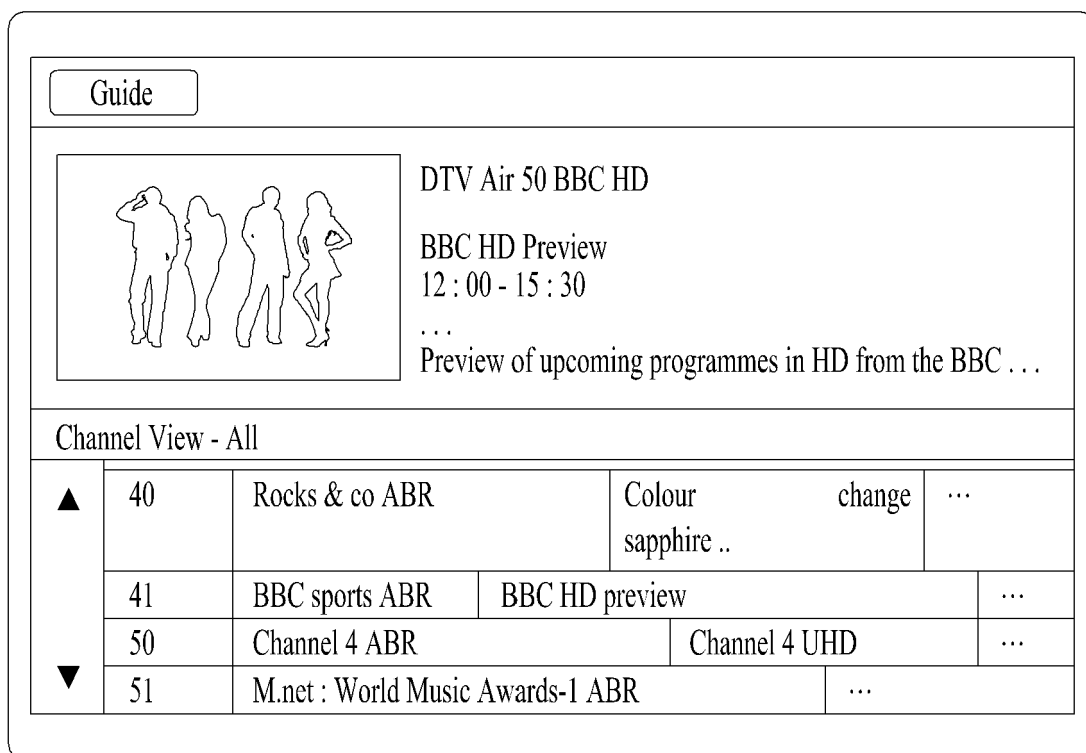 Guide
DTV Air 50 BBC HD
BBC HD Preview
12 : 00 - 15 : 30
. . .
Preview of upcoming programmes in HD from the BBC . . .
Channel View - All
▲ 40 Rocks & co ABR Colour change ...
sapphire ..
41 BBC sports ABR BBC HD preview ...
50 Channel 4 ABR Channel 4 UHD ...
▼ 51 M.net : World Music Awards-1 ABR ...